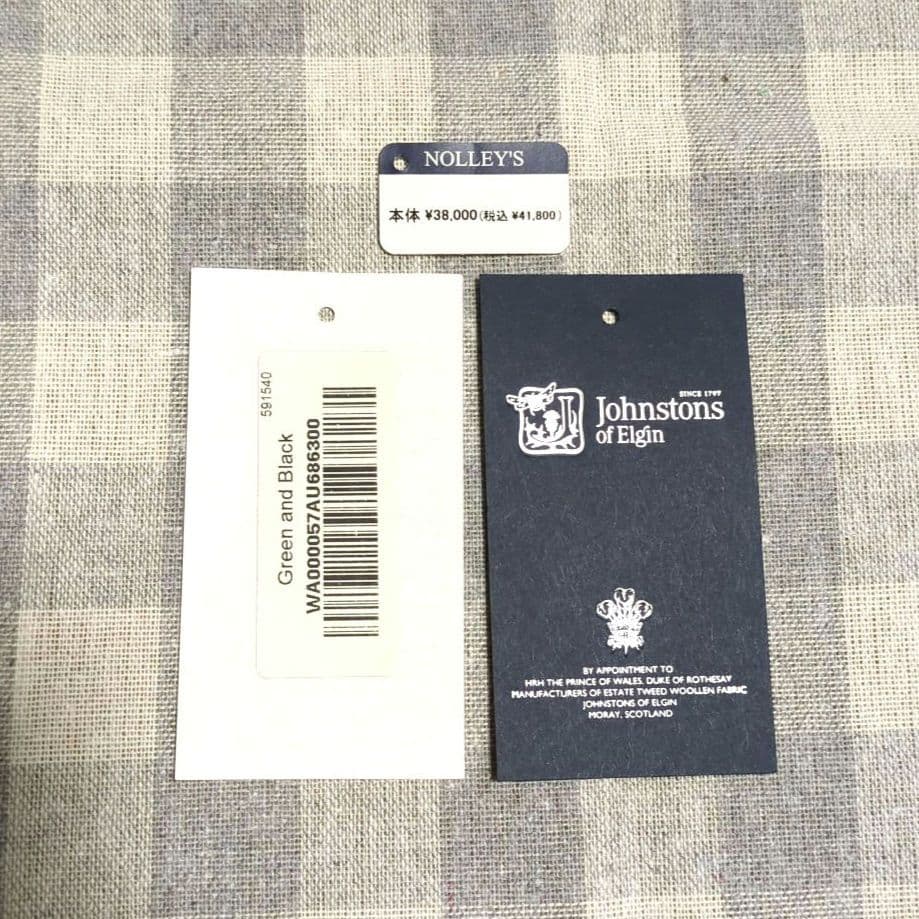 NOLLEY'S
本体 ¥38,000(税込 ¥41,800)
591540
Green and Black
WA000057AU686300
SINCE 1797
Johnstons
of Elgin
BY APPOINTMENT TO
HRH THE PRINCE OF WALES, DUKE OF ROTHESAY
MANUFACTURERS OF ESTATE TWEED WOOLLEN FABRIC
JOHNSTONS OF ELGIN
MORAY, SCOTLAND